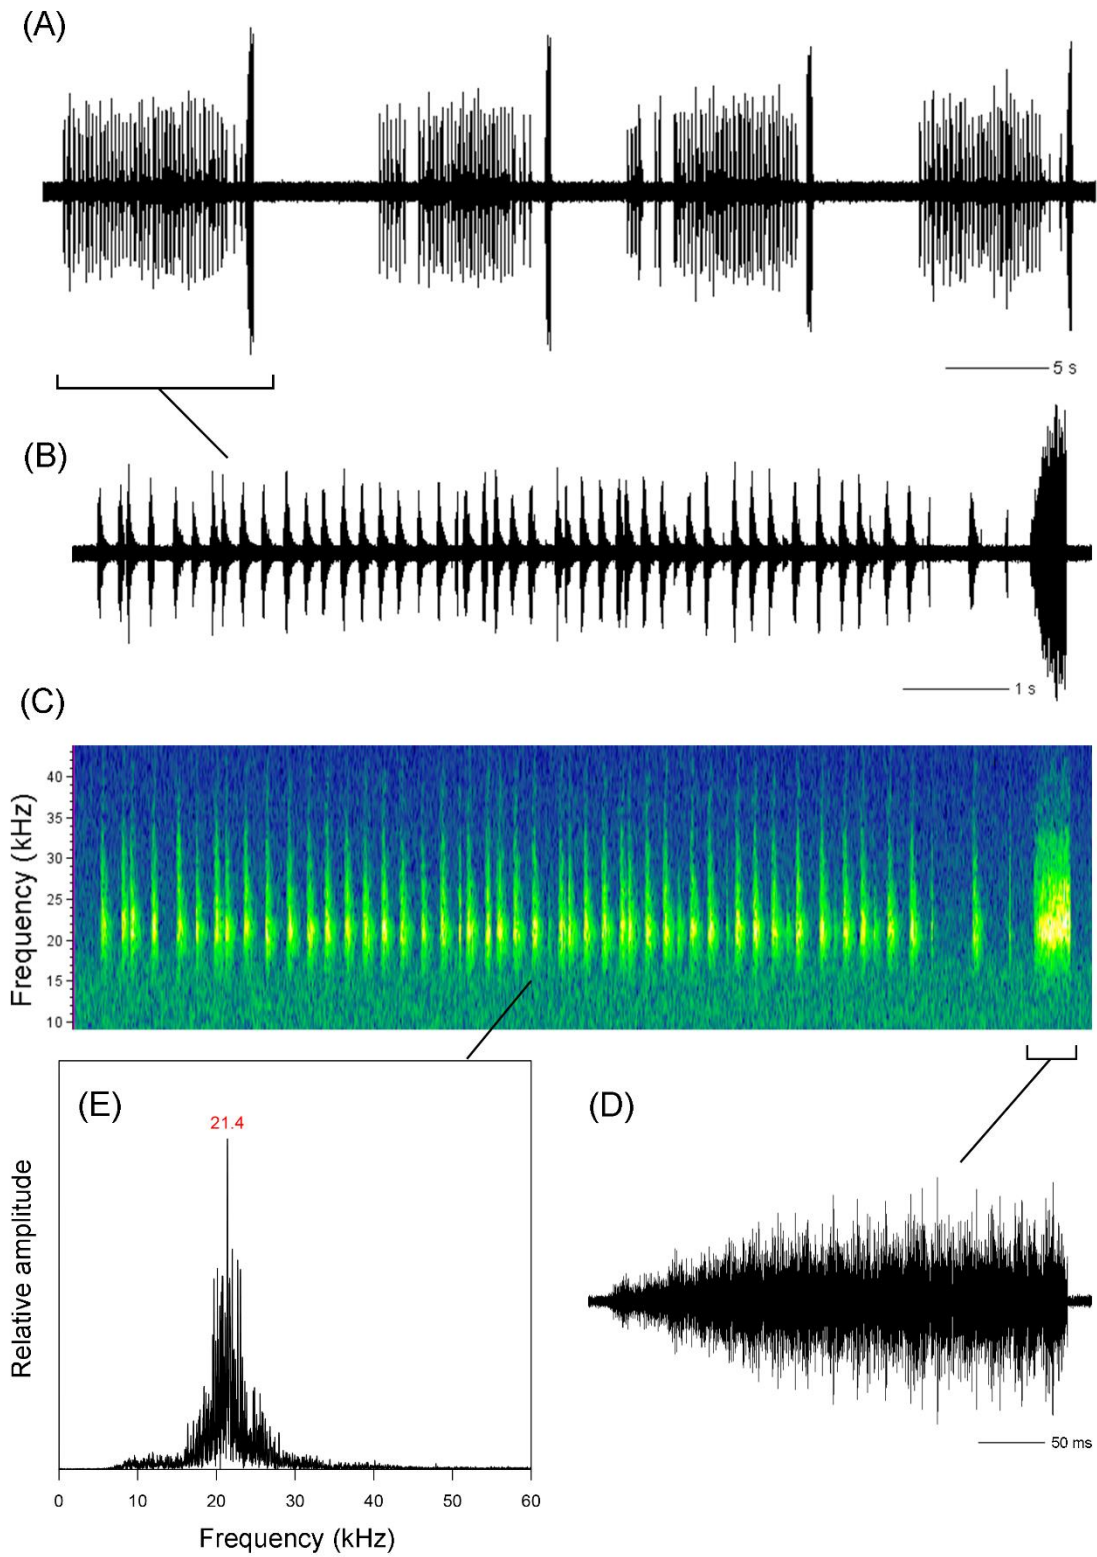 (A)
5 s
(B)
1 s
(C)
Frequency (kHz)
40
35
30
25
20
15
10
(E)
21.4
Relative amplitude
0 10 20 30 40 50 60
Frequency (kHz)
(D)
50 ms